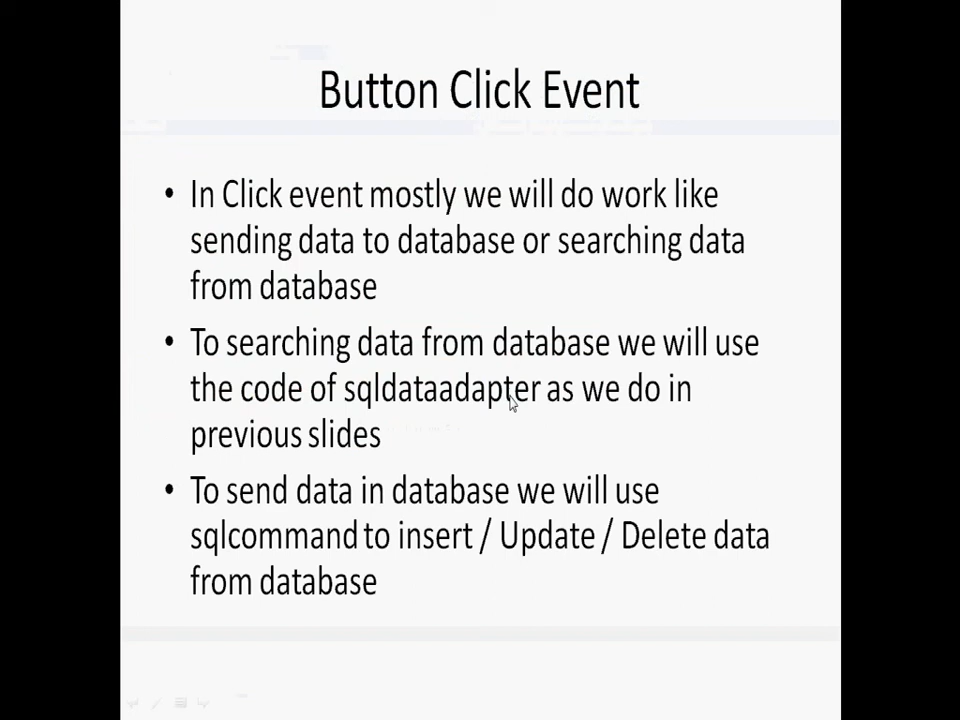 Button Click Event
• In Click event mostly we will do work like
sending data to database or searching data
from database
• To searching data from database we will use
the code of sqldataadapter as we do in
previous slides
• To send data in database we will use
sqlcommand to insert / Update / Delete data
from database